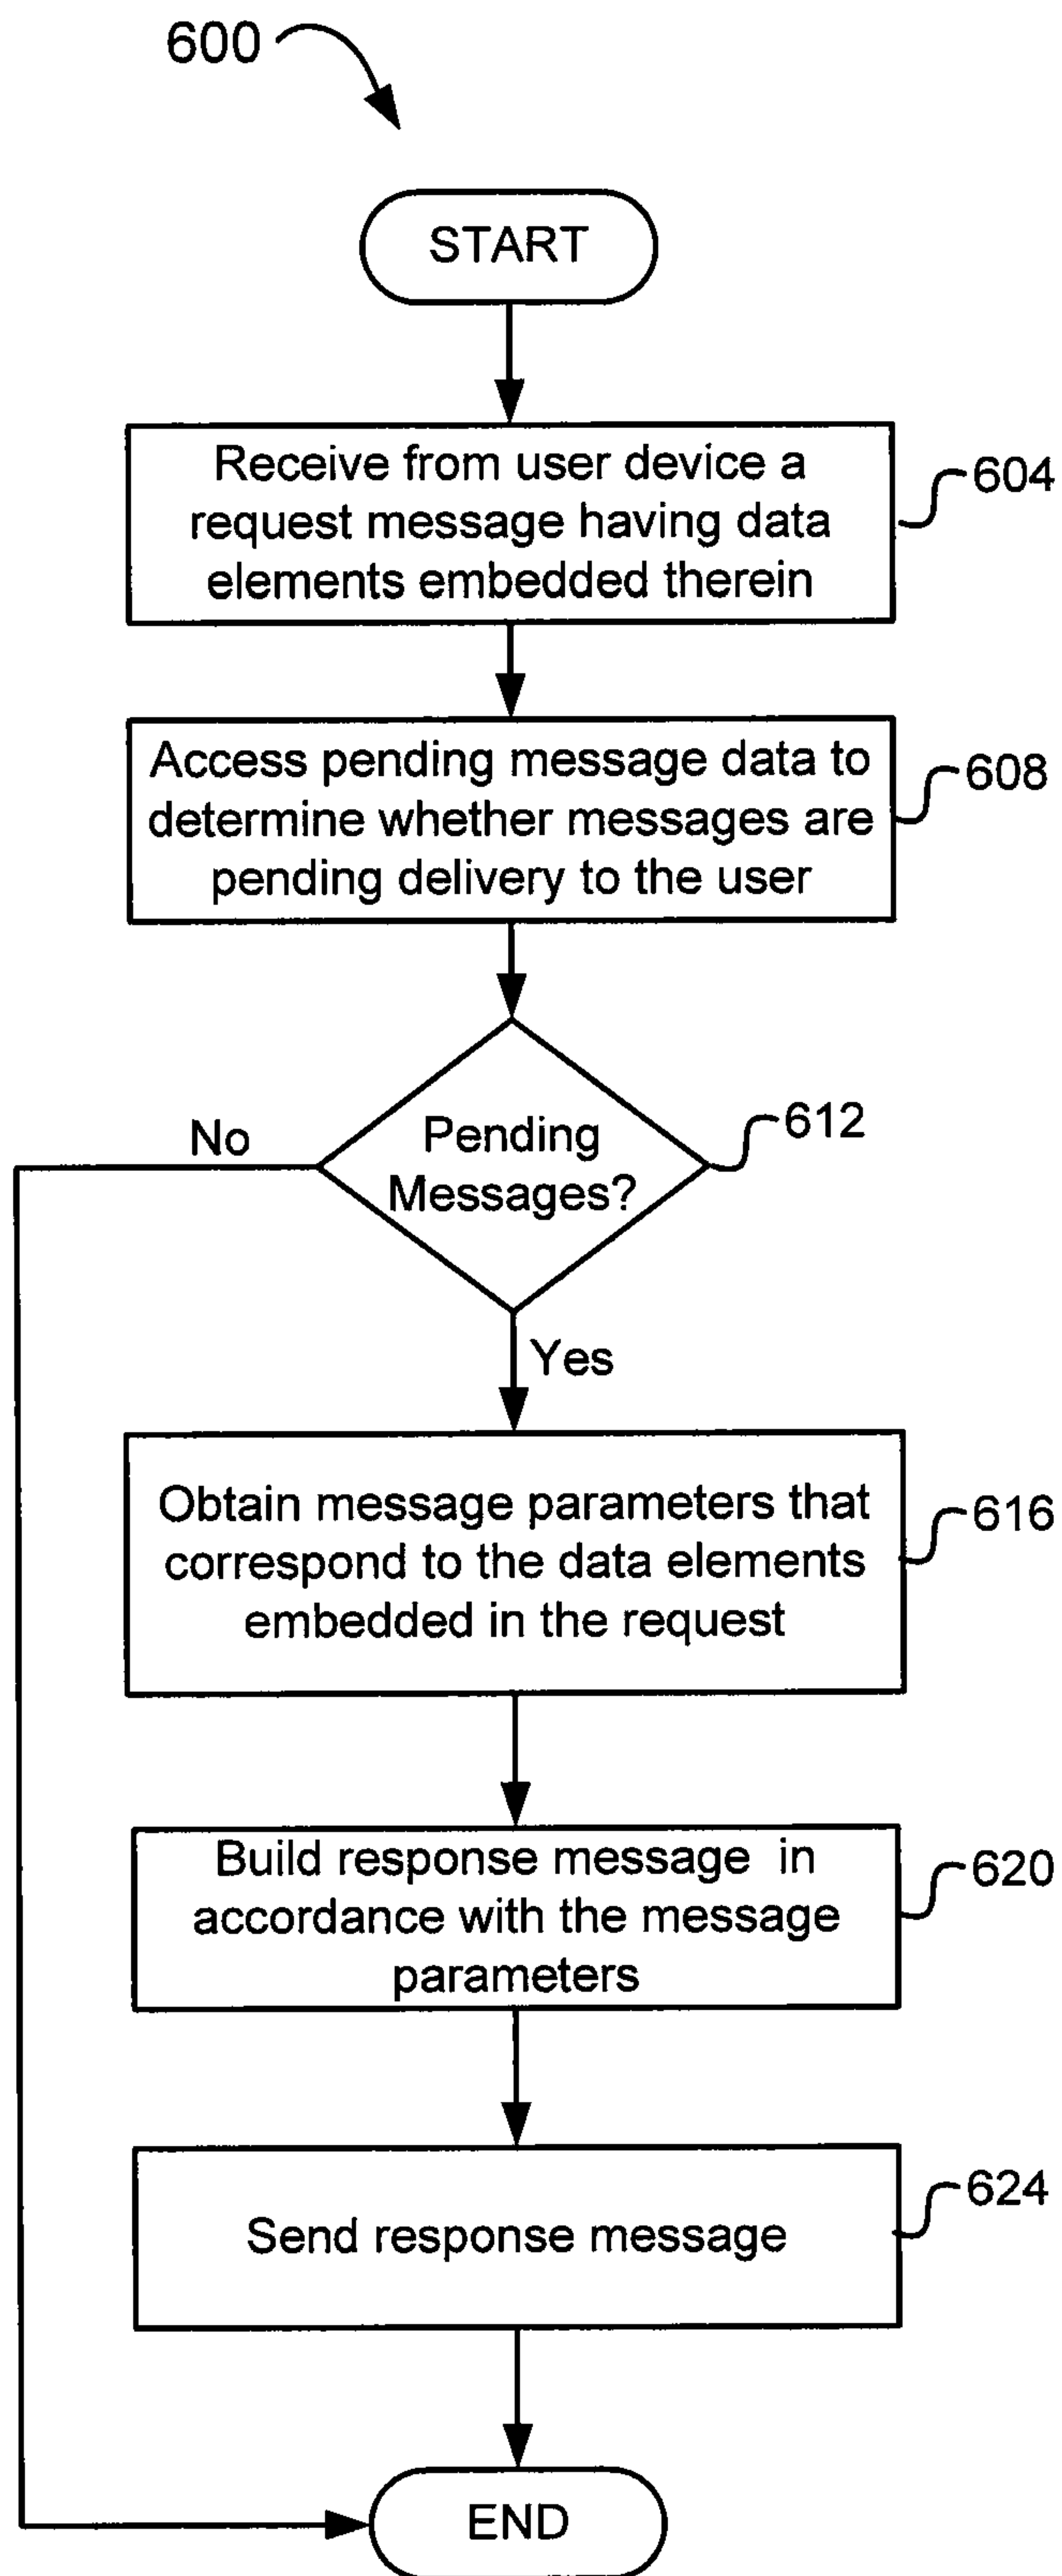 600
START
Receive from user device a
request message having data
elements embedded therein
604
Access pending message data to
determine whether messages are
pending delivery to the user
608
Pending
Messages?
612
No
Yes
Obtain message parameters that
correspond to the data elements
embedded in the request
616
Build response message in
accordance with the message
parameters
620
Send response message
624
END